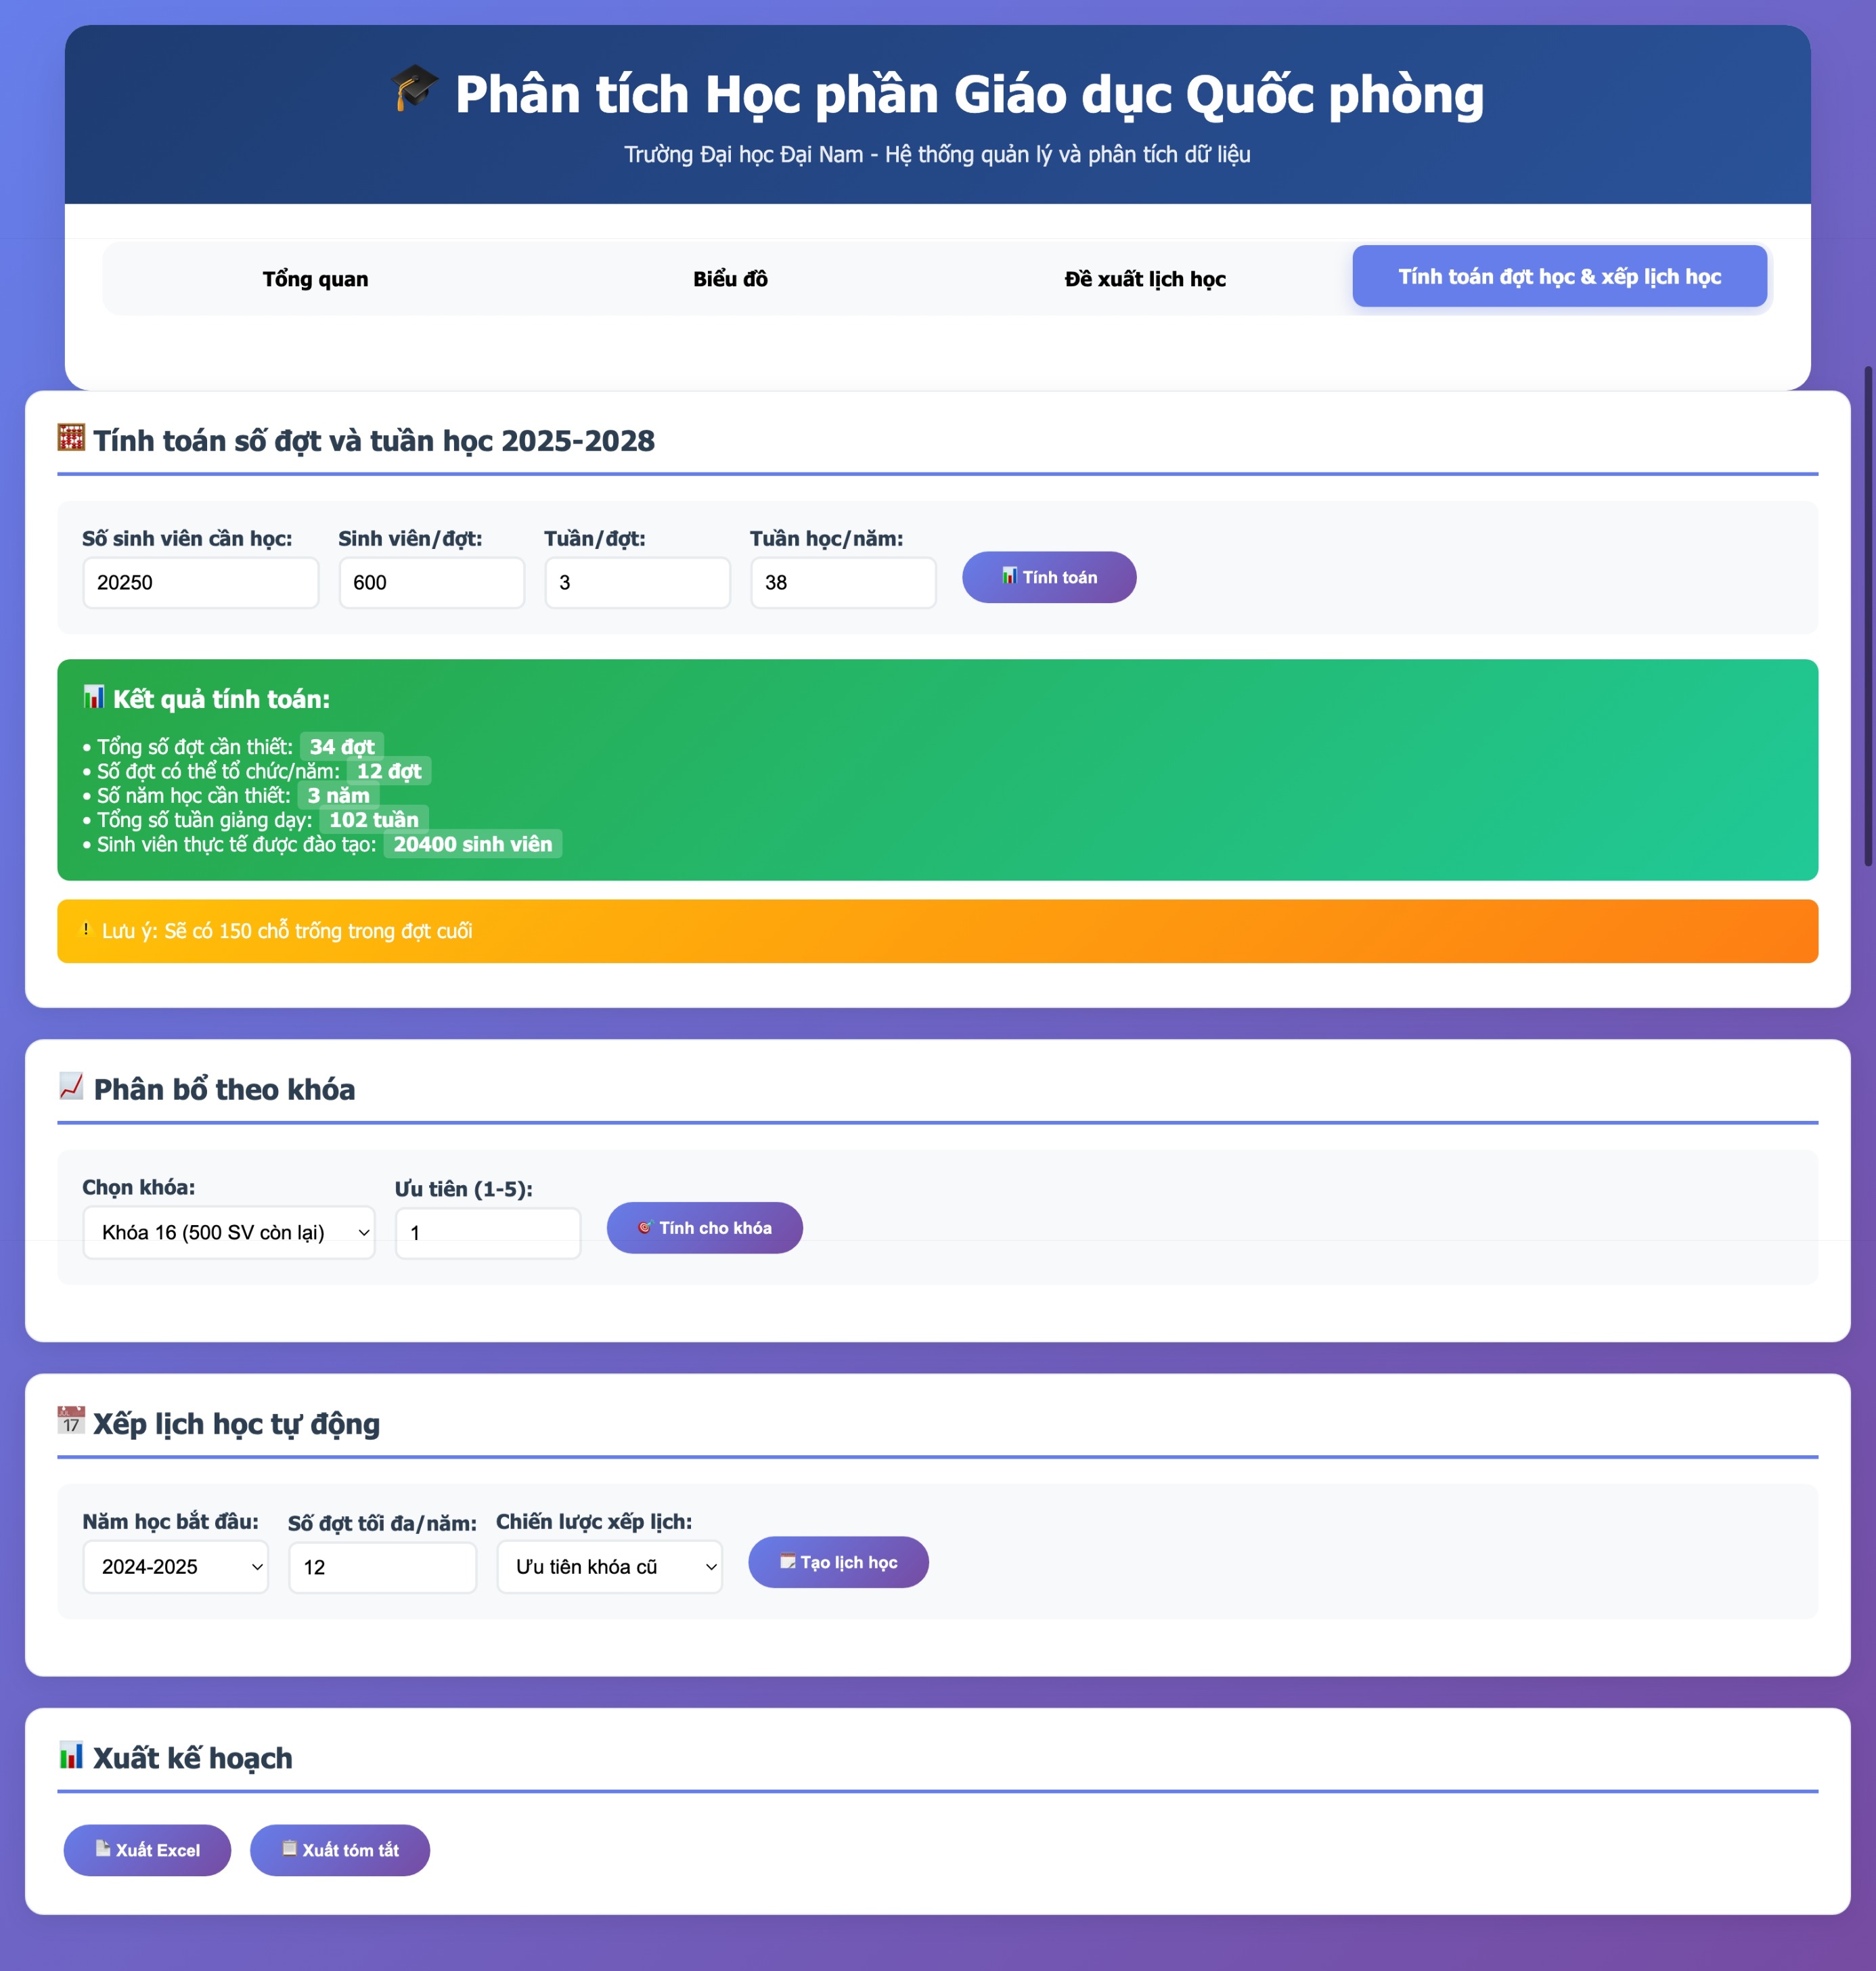 Phân tích Học phần Giáo dục Quốc phòng
Trường Đại học Đại Nam - Hệ thống quản lý và phân tích dữ liệu
Tổng quan
Biểu đồ
Đề xuất lịch học
Tính toán đợt học & xếp lịch học
Tính toán số đợt và tuần học 2025-2028
Số sinh viên cần học:
Sinh viên/đợt:
Tuần/đợt:
Tuần học/năm:
20250
600
3
38
Tính toán
Kết quả tính toán:
• Tổng số đợt cần thiết: 34 đợt
• Số đợt có thể tổ chức/năm: 12 đợt
• Số năm học cần thiết: 3 năm
• Tổng số tuần giảng dạy: 102 tuần
• Sinh viên thực tế được đào tạo: 20400 sinh viên
Lưu ý: Sẽ có 150 chỗ trống trong đợt cuối
Phân bổ theo khóa
Chọn khóa:
Ưu tiên (1-5):
Khóa 16 (500 SV còn lại)
1
Tính cho khóa
17
Xếp lịch học tự động
Năm học bắt đầu:
Số đợt tối đa/năm:
Chiến lược xếp lịch:
2024-2025
12
Ưu tiên khóa cũ
Tạo lịch học
Xuất kế hoạch
Xuất Excel
Xuất tóm tắt